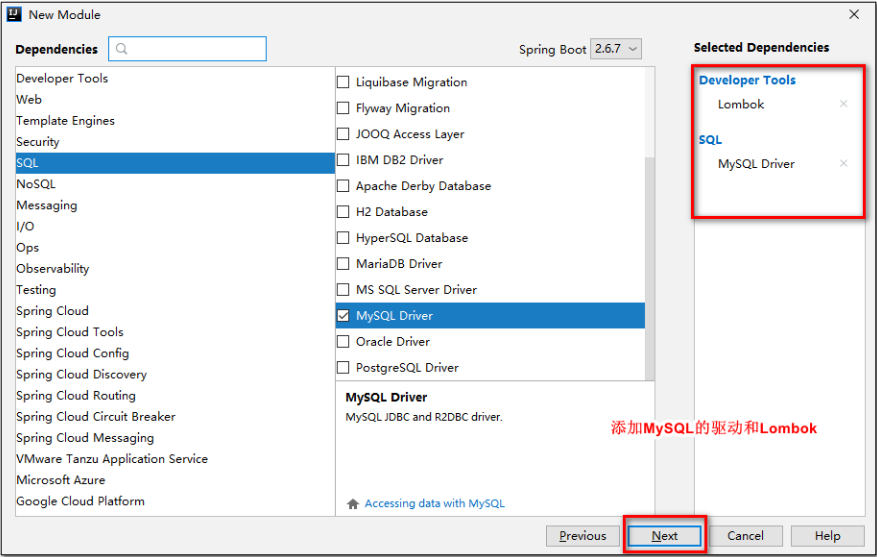 New Module
Dependencies
Spring Boot 2.6.7
Selected Dependencies
Developer Tools
Web
Template Engines
Security
SQL
NoSQL
Messaging
I/O
Ops
Observability
Testing
Spring Cloud
Spring Cloud Tools
Spring Cloud Config
Spring Cloud Discovery
Spring Cloud Routing
Spring Cloud Circuit Breaker
Spring Cloud Messaging
VMware Tanzu Application Service
Microsoft Azure
Google Cloud Platform
Liquibase Migration
Flyway Migration
JOOQ Access Layer
IBM DB2 Driver
Apache Derby Database
H2 Database
HyperSQL Database
MariaDB Driver
MS SQL Server Driver
MySQL Driver
Oracle Driver
PostgreSQL Driver
MySQL Driver
MySQL JDBC and R2DBC driver.
Accessing data with MySQL
Developer Tools
Lombok
SQL
MySQL Driver
添加MySQL的驱动和Lombok
Previous
Next
Cancel
Help